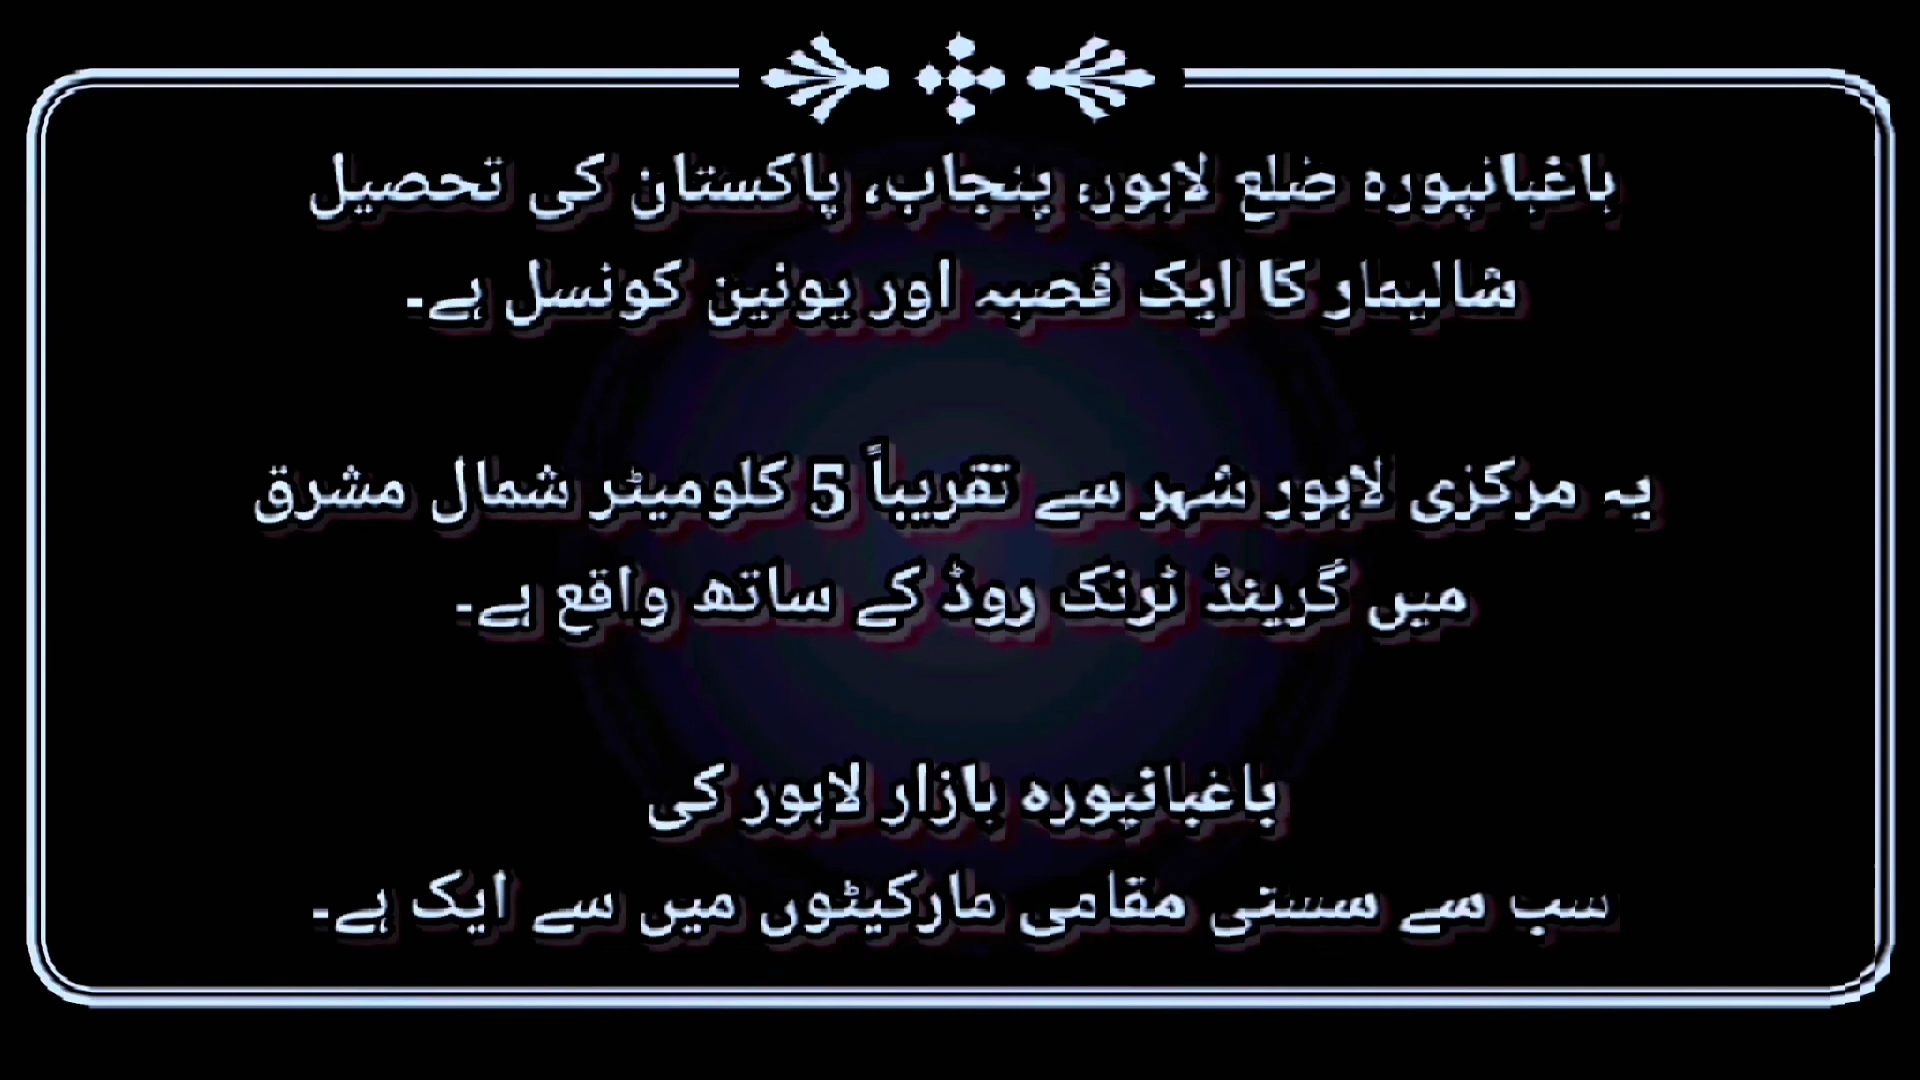 باغبانپورہ ضلع لاہور، پنجاب، پاکستان کی تحصیل
شالیمار کا ایک قصبہ اور یونین کونسل ہے۔
یہ مرکزی لاہور شہر سے تقریباً 5 کلومیٹر شمال مشرق
میں گرینڈ ٹرنک روڈ کے ساتھ واقع ہے۔
باغبانپورہ بازار لاہور کی
سب سے سستی مقامی مارکیٹوں میں سے ایک ہے۔